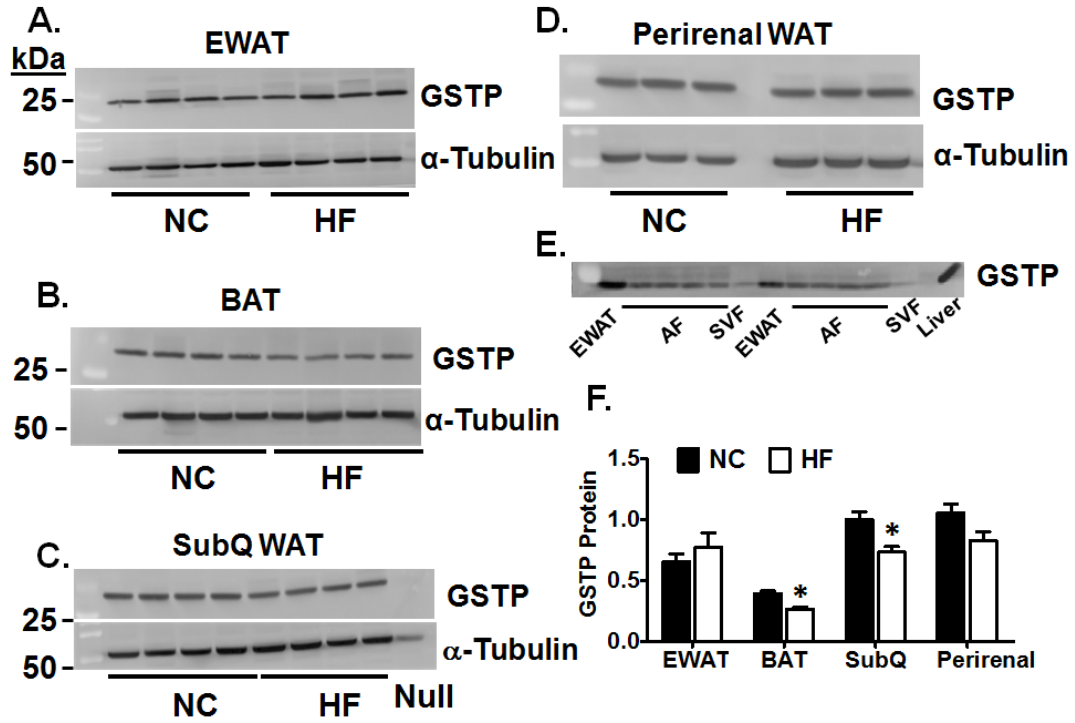 A.
EWAT
kDa
25 -
GSTP
50 -
α-Tubulin
NC HF
B.
BAT
25
GSTP
50 -
α-Tubulin
NC HF
C.
SubQ WAT
GSTP
25 -
α-Tubulin
50 -
NC HF Null
D.
Perirenal WAT
GSTP
α-Tubulin
NC HF
E.
GSTP
EWAT AF SVF EWAT AF SVF Liver
F.
NC HF
GSTP Protein
1.5
1.0
0.5
0.0
* *
EWAT BAT SubQ Perirenal